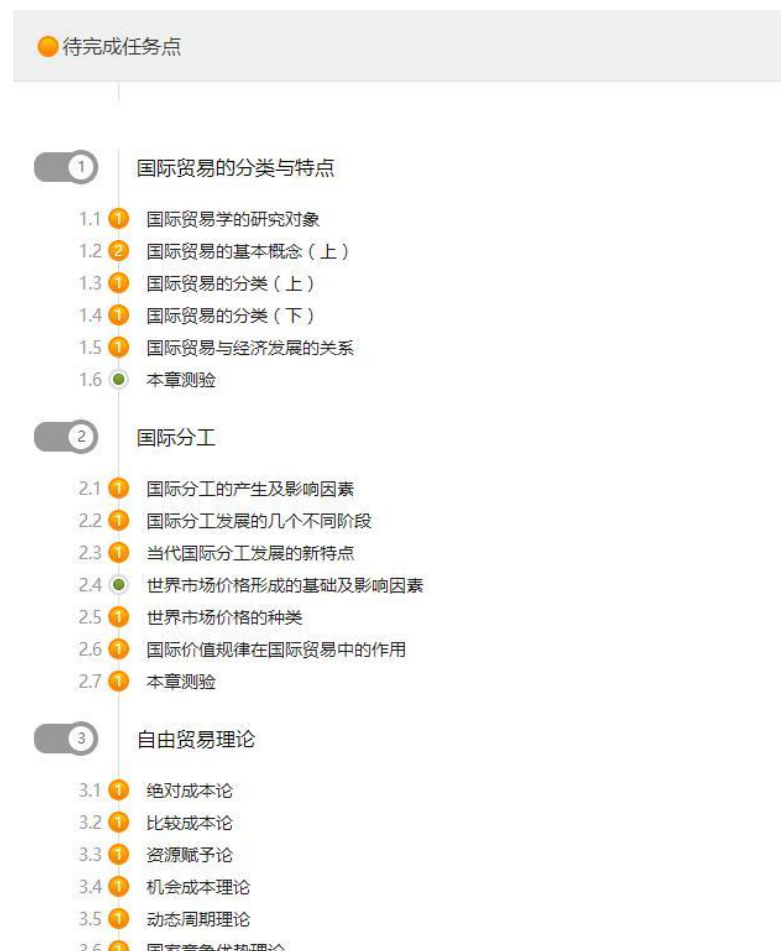 待完成任务点
1 国际贸易的分类与特点
1.1 1 国际贸易学的研究对象
1.2 2 国际贸易的基本概念（上）
1.3 1 国际贸易的分类（上）
1.4 1 国际贸易的分类（下）
1.5 1 国际贸易与经济发展的关系
1.6 本章测验
2 国际分工
2.1 1 国际分工的产生及影响因素
2.2 1 国际分工发展的几个不同阶段
2.3 1 当代国际分工发展的新特点
2.4 世界市场价格形成的基础及影响因素
2.5 1 世界市场价格的种类
2.6 1 国际价值规律在国际贸易中的作用
2.7 1 本章测验
3 自由贸易理论
3.1 1 绝对成本论
3.2 1 比较成本论
3.3 1 资源赋予论
3.4 1 机会成本理论
3.5 1 动态周期理论
3.6 1 国家竞争优势理论